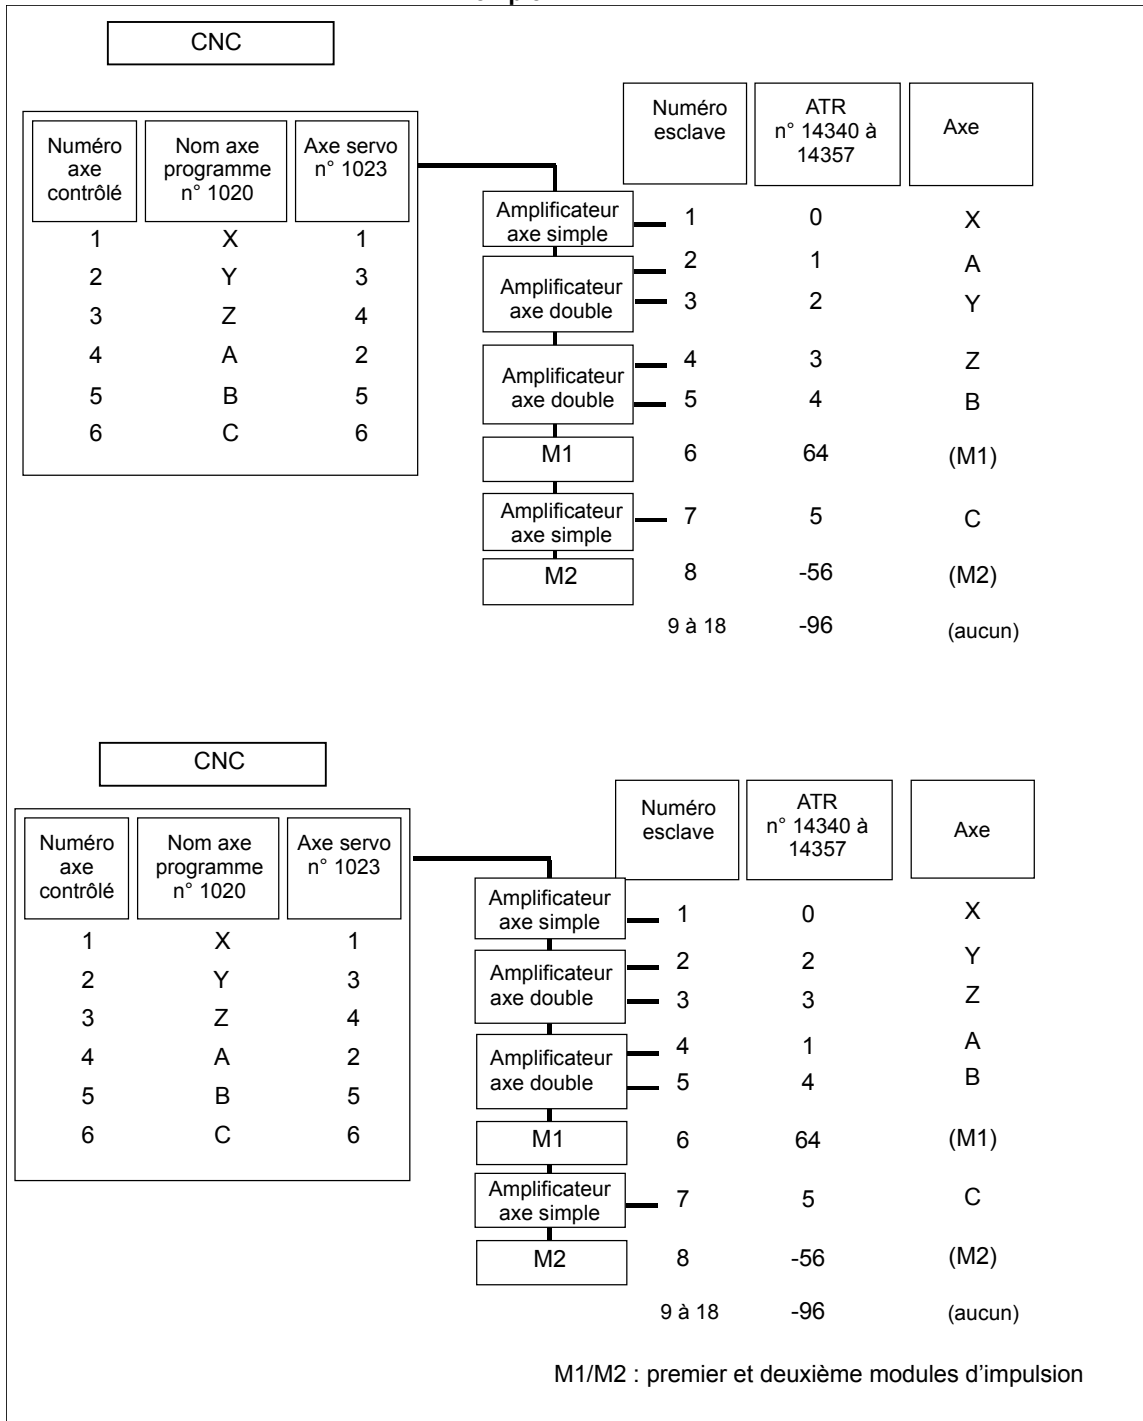 CNC
Numéro axe contrôlé
Nom axe programme n° 1020
Axe servo n° 1023
1 X 1
2 Y 3
3 Z 4
4 A 2
5 B 5
6 C 6
Numéro esclave
ATR n° 14340 à 14357
Axe
Amplificateur axe simple
1 0 X
Amplificateur axe double
2 1 A
3 2 Y
Amplificateur axe double
4 3 Z
5 4 B
M1 6 64 (M1)
Amplificateur axe simple
7 5 C
M2 8 -56 (M2)
9 à 18 -96 (aucun)
CNC
Numéro axe contrôlé
Nom axe programme n° 1020
Axe servo n° 1023
1 X 1
2 Y 3
3 Z 4
4 A 2
5 B 5
6 C 6
Numéro esclave
ATR n° 14340 à 14357
Axe
Amplificateur axe simple
1 0 X
Amplificateur axe double
2 2 Y
3 3 Z
Amplificateur axe double
4 1 A
5 4 B
M1 6 64 (M1)
Amplificateur axe simple
7 5 C
M2 8 -56 (M2)
9 à 18 -96 (aucun)
M1/M2 : premier et deuxième modules d’impulsion